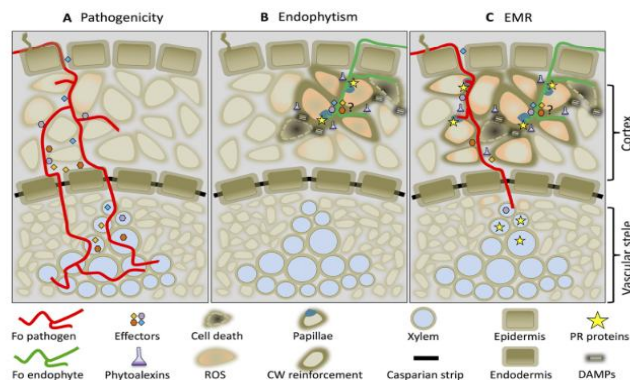 A Pathogenicity B Endophytism C EMR
?
?
Cortex
Vascular stele
Fo pathogen Effectors Cell death Papillae Xylem Epidermis PR proteins
Fo endophyte Phytoalexins ROS CW reinforcement Casparian strip Endodermis DAMPs